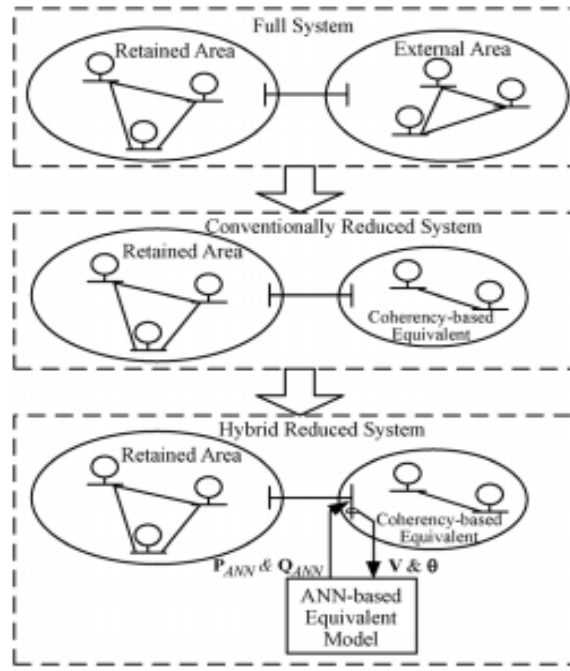 Full System
Retained Area
External Area
Conventionally Reduced System
Retained Area
Coherency-based
Equivalent
Hybrid Reduced System
Retained Area
Coherency-based
Equivalent
P_ANN & Q_ANN
V & θ
ANN-based
Equivalent
Model